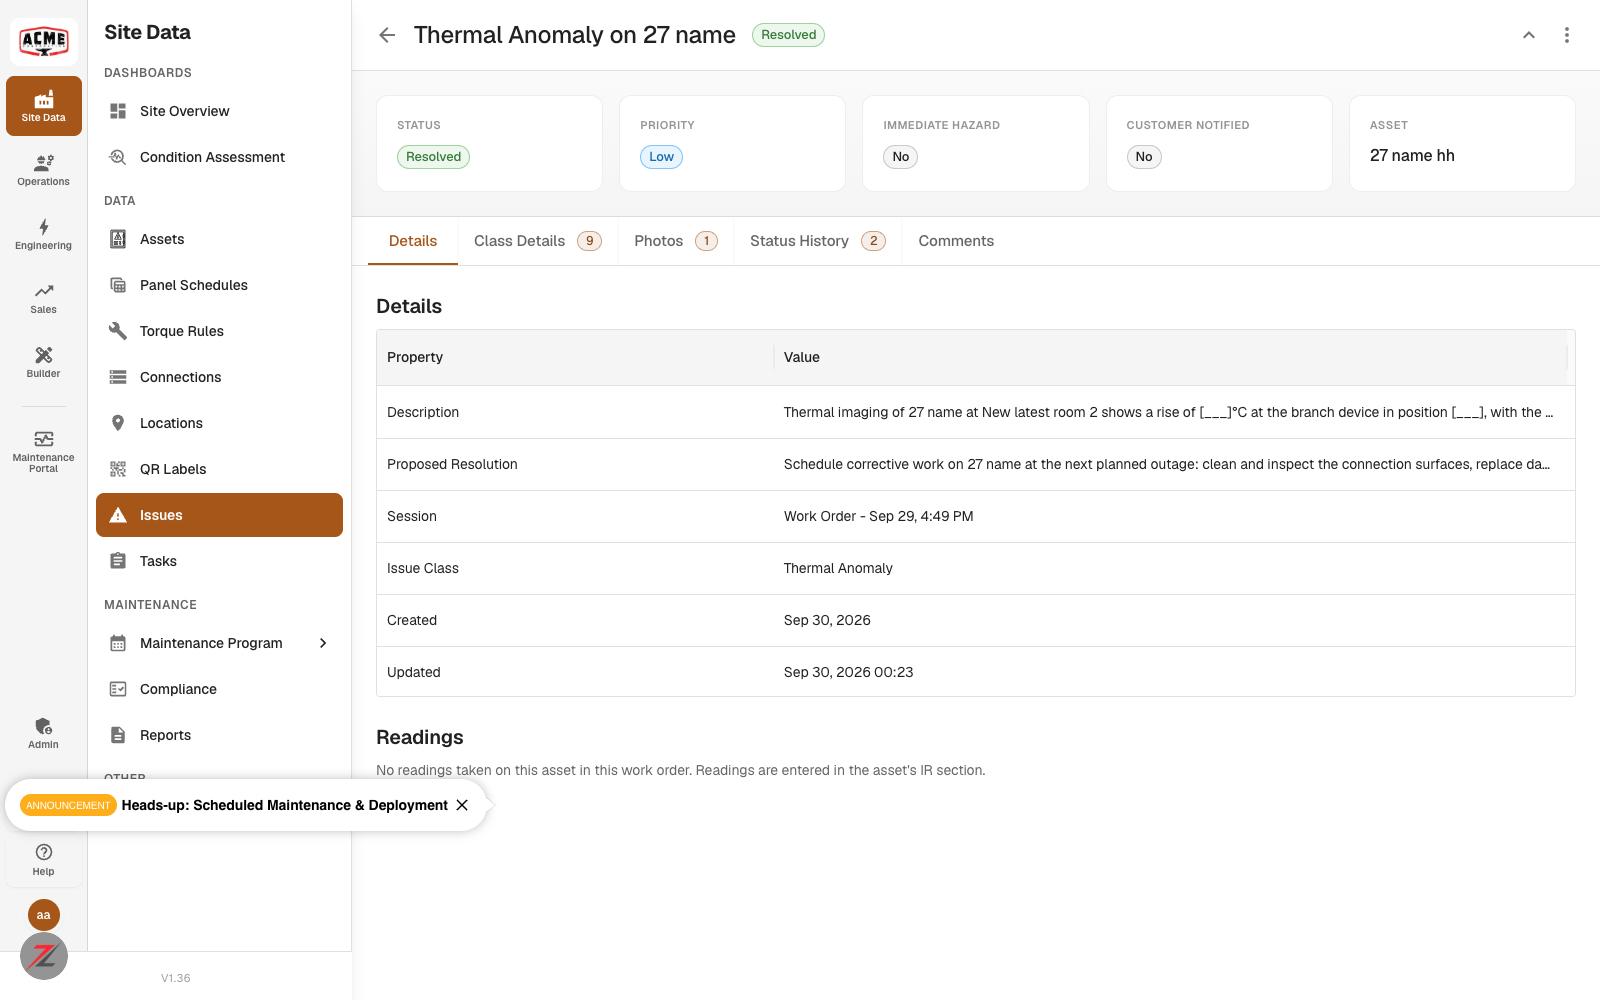 ACME
Site Data
Operations
Engineering
Sales
Builder
Maintenance
Portal
Admin
Help
aa
Site Data
DASHBOARDS
Site Overview
Condition Assessment
DATA
Assets
Panel Schedules
Torque Rules
Connections
Locations
QR Labels
Issues
Tasks
MAINTENANCE
Maintenance Program
Compliance
Reports
OTHER
ANNOUNCEMENT Heads-up: Scheduled Maintenance & Deployment
V1.36
Thermal Anomaly on 27 name Resolved
STATUS
Resolved
PRIORITY
Low
IMMEDIATE HAZARD
No
CUSTOMER NOTIFIED
No
ASSET
27 name hh
Details Class Details 9 Photos 1 Status History 2 Comments
Details
Property Value
Description Thermal imaging of 27 name at New latest room 2 shows a rise of [___]°C at the branch device in position [___], with the ...
Proposed Resolution Schedule corrective work on 27 name at the next planned outage: clean and inspect the connection surfaces, replace da...
Session Work Order - Sep 29, 4:49 PM
Issue Class Thermal Anomaly
Created Sep 30, 2026
Updated Sep 30, 2026 00:23
Readings
No readings taken on this asset in this work order. Readings are entered in the asset's IR section.